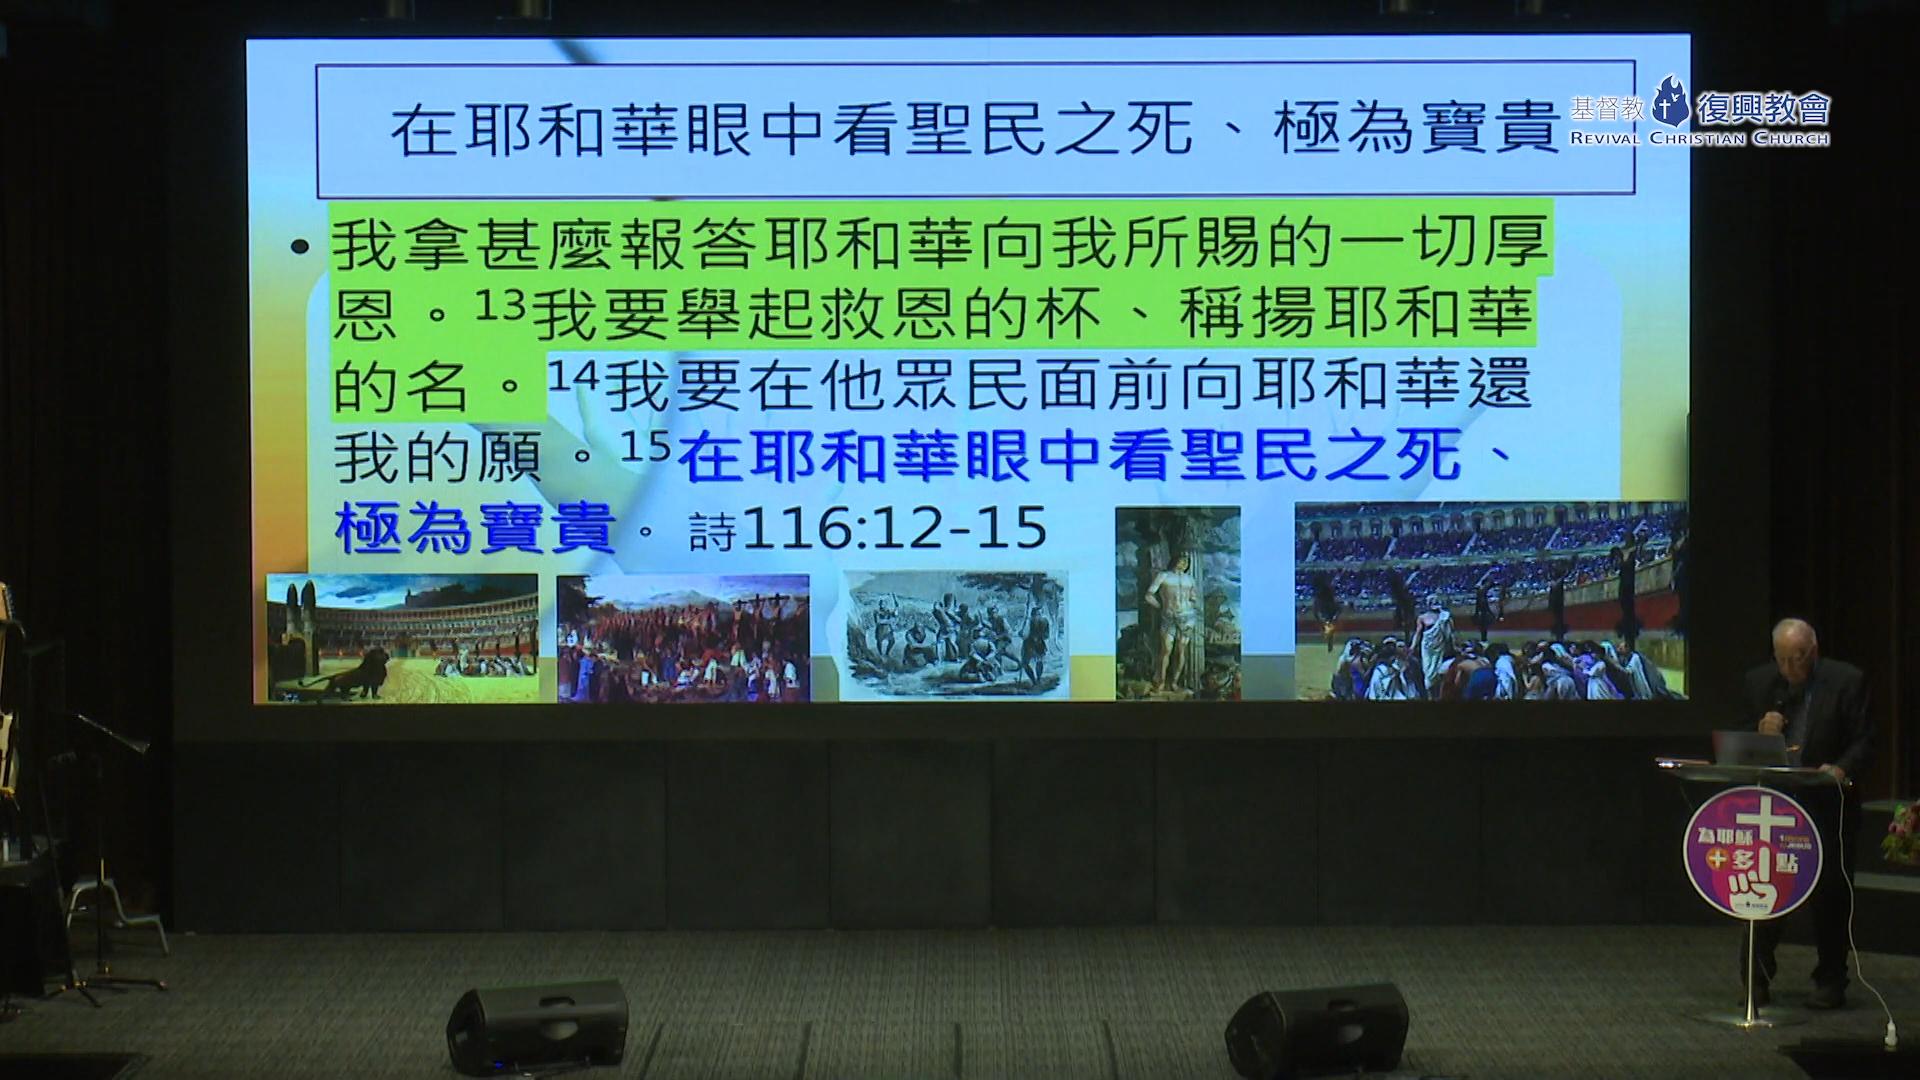 在耶和華眼中看聖民之死、極為寶貴
基督教 復興教會
REVIVAL CHRISTIAN CHURCH
• 我拿甚麼報答耶和華向我所賜的一切厚
恩。13我要舉起救恩的杯、稱揚耶和華
的名。14我要在他眾民面前向耶和華還
我的願。15在耶和華眼中看聖民之死、
極為寶貴。詩116:12-15
為耶穌
+多 點